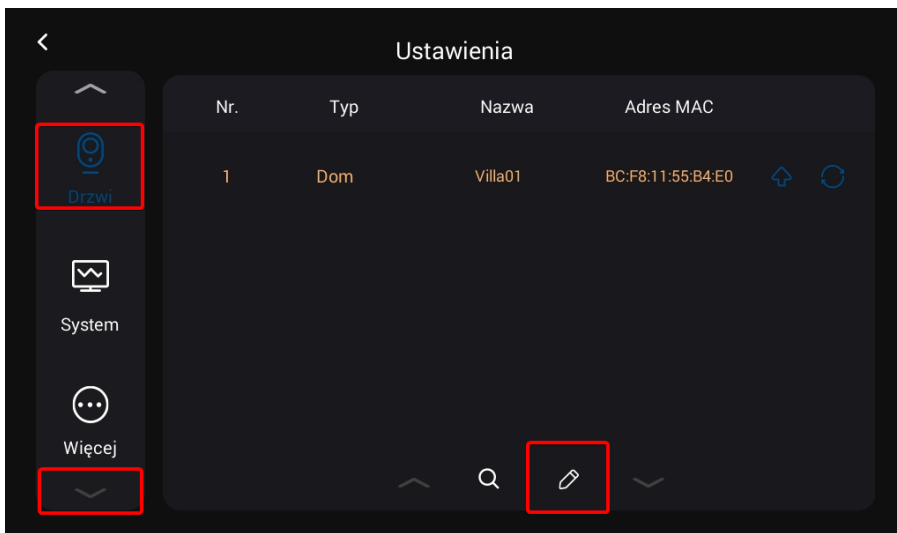 Ustawienia
Nr. Typ Nazwa Adres MAC
Drzwi
1 Dom Villa01 BC:F8:11:55:B4:E0
System
Więcej